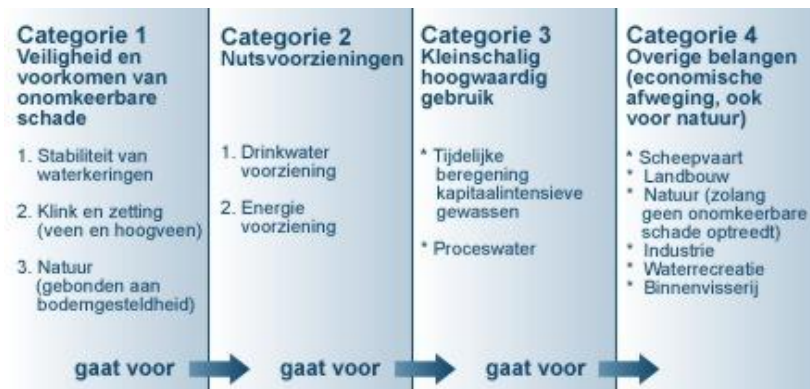 Categorie 1
Veiligheid en
voorkomen van
onomkeerbare
schade
1. Stabiliteit van
waterkeringen
2. Klink en zetting
(veen en hoogveen)
3. Natuur
(gebonden aan
bodemgesteldheid)
gaat voor
Categorie 2
Nutsvoorzieningen
1. Drinkwater
voorziening
2. Energie
voorziening
gaat voor
Categorie 3
Kleinschalig
hoogwaardig
gebruik
* Tijdelijke
beregening
kapitaalintensieve
gewassen
* Proceswater
gaat voor
Categorie 4
Overige belangen
(economische
afweging, ook
voor natuur)
* Scheepvaart
* Landbouw
* Natuur (zolang
geen onomkeerbare
schade optreedt)
* Industrie
* Waterrecreatie
* Binnenvisserij